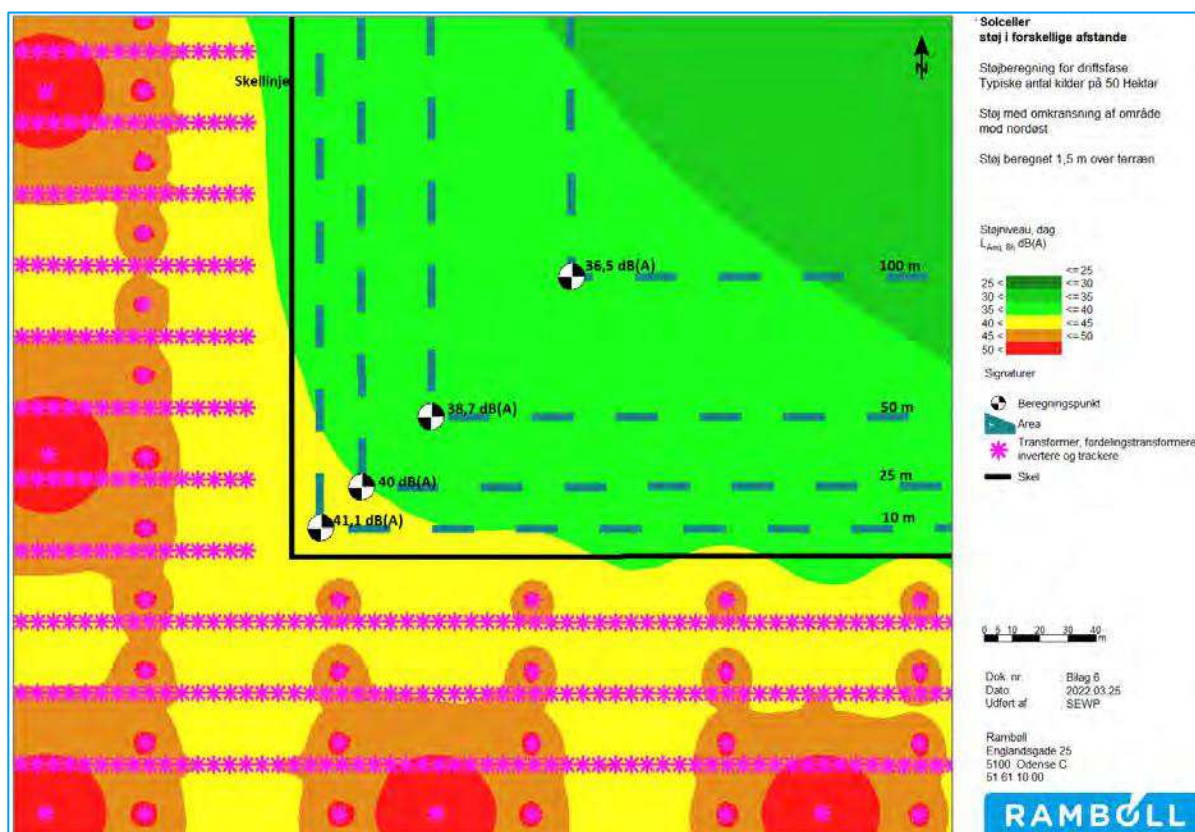 Skellinje
N
36,5 dB(A)
100 m
38,7 dB(A)
50 m
40 dB(A)
25 m
41,1 dB(A)
10 m
Solceller
støj i forskellige afstande
Støjberegning for driftsfase
Typiske antal kilder på 50 Hektar
Støj med omkransning af område
mod nordøst
Støj beregnet 1,5 m over terræn
Støjniveau, dag
LAeq, 8h dB(A)
<= 25
25 < <= 30
30 < <= 35
35 < <= 40
40 < <= 45
45 < <= 50
50 <
Signaturer
Beregningspunkt
Area
Transformer, fordelingstransformere
invertere og trackere
Skel
0 5 10 20 30 40
m
Dok. nr. Bilag 6
Dato 2022.03.25
Udført af SEWP
Rambøll
Englandsgade 25
5100 Odense C
51 61 10 00
RAMBOLL